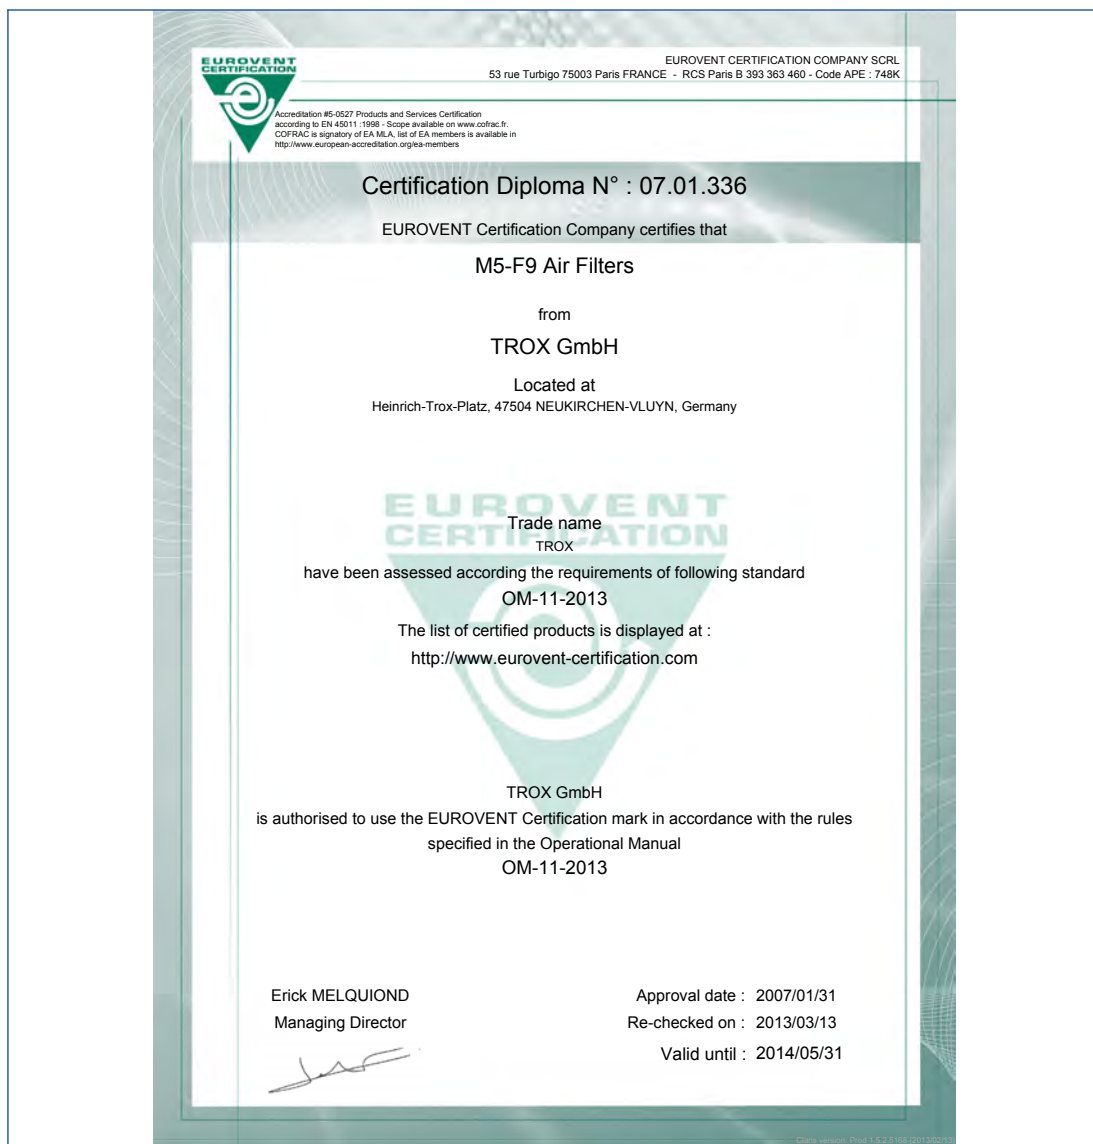 EUROVENT
CERTIFICATION
EUROVENT CERTIFICATION COMPANY SCRL
53 rue Turbigo 75003 Paris FRANCE - RCS Paris B 393 363 460 - Code APE : 748K
Accreditation #5-0527 Products and Services Certification
according to EN 45011 :1998 - Scope available on www.cofrac.fr.
COFRAC is signatory of EA MLA, list of EA members is available in
http://www.european-accreditation.org/ea-members
Certification Diploma N° : 07.01.336
EUROVENT Certification Company certifies that
M5-F9 Air Filters
from
TROX GmbH
Located at
Heinrich-Trox-Platz, 47504 NEUKIRCHEN-VLUYN, Germany
EUROVENT
CERTIFICATION
Trade name
TROX
have been assessed according the requirements of following standard
OM-11-2013
The list of certified products is displayed at :
http://www.eurovent-certification.com
TROX GmbH
is authorised to use the EUROVENT Certification mark in accordance with the rules
specified in the Operational Manual
OM-11-2013
Erick MELQUIOND
Managing Director
Approval date : 2007/01/31
Re-checked on : 2013/03/13
Valid until : 2014/05/31